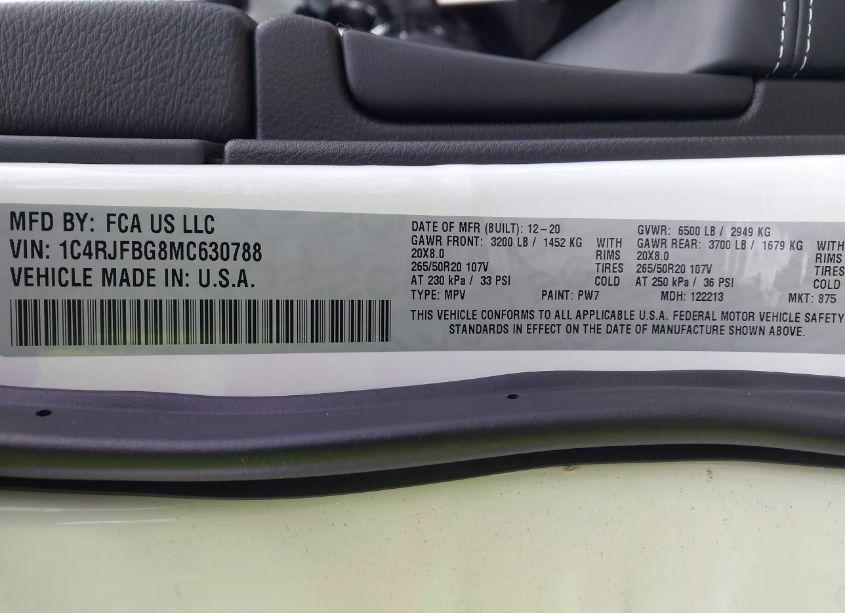 MFD BY: FCA US LLC
VIN: 1C4RJFBG8MC630788
VEHICLE MADE IN: U.S.A.
DATE OF MFR (BUILT): 12-20 GVWR: 6500 LB / 2949 KG
GAWR FRONT: 3200 LB / 1452 KG WITH GAWR REAR: 3700 LB / 1679 KG WITH
20X8.0 RIMS 20X8.0 RIMS
265/50R20 107V TIRES 265/50R20 107V TIRES
AT 230 kPa / 33 PSI COLD AT 250 kPa / 36 PSI COLD
TYPE: MPV PAINT: PW7 MDH: 122213 MKT: 875
THIS VEHICLE CONFORMS TO ALL APPLICABLE U.S.A. FEDERAL MOTOR VEHICLE SAFETY
STANDARDS IN EFFECT ON THE DATE OF MANUFACTURE SHOWN ABOVE.